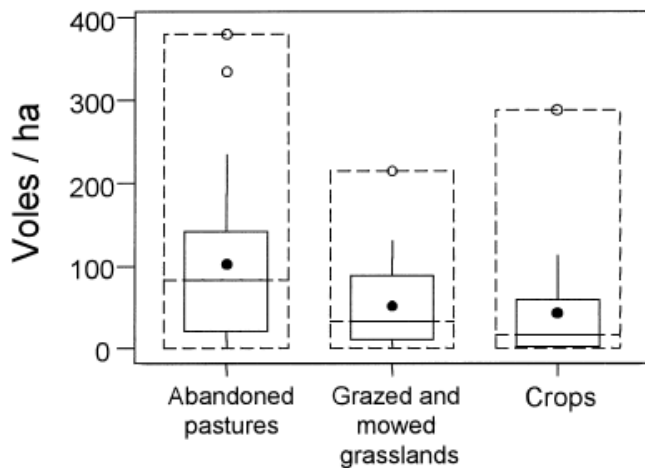 400
300
200
100
0
Voles / ha
Abandoned
pastures
Grazed and
mowed
grasslands
Crops